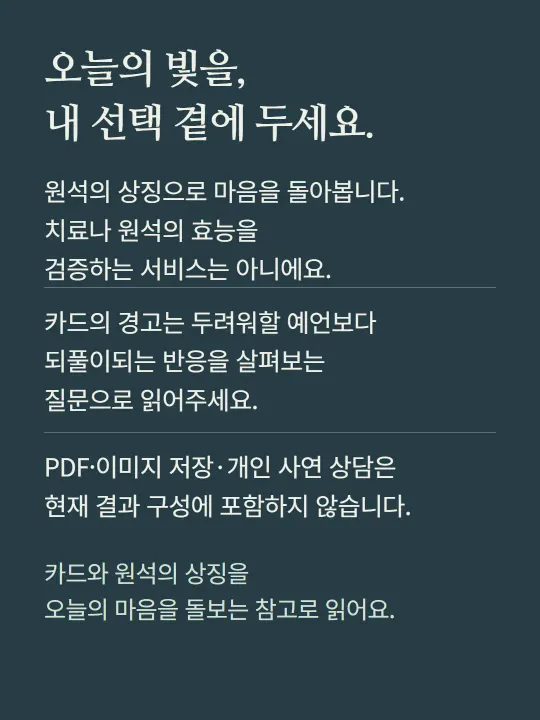 오늘의 빛을,
내 선택 곁에 두세요.
원석의 상징으로 마음을 돌아봅니다.
치료나 원석의 효능을
검증하는 서비스는 아니에요.
카드의 경고는 두려워할 예언보다
되풀이되는 반응을 살펴보는
질문으로 읽어주세요.
PDF·이미지 저장·개인 사연 상담은
현재 결과 구성에 포함하지 않습니다.
카드와 원석의 상징을
오늘의 마음을 돌보는 참고로 읽어요.